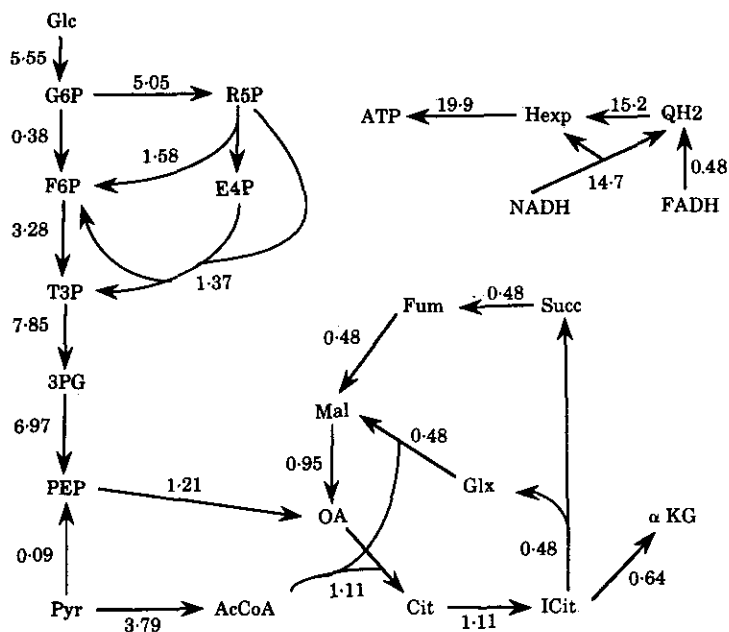 Glc
5·55
G6P 5·05 R5P
ATP 19·9 Hexp 15·2 QH2
0·38
1·58
F6P E4P
14·7 0.48
NADH FADH
3·28
T3P 1·37
7·85
Fum 0·48 Succ
0·48
3PG
6·97
Mal
0·48
0·95
PEP 1·21 OA Glx
α KG
0·09
0·48
0·64
1·11
Pyr 3·79 AcCoA Cit 1·11 ICit